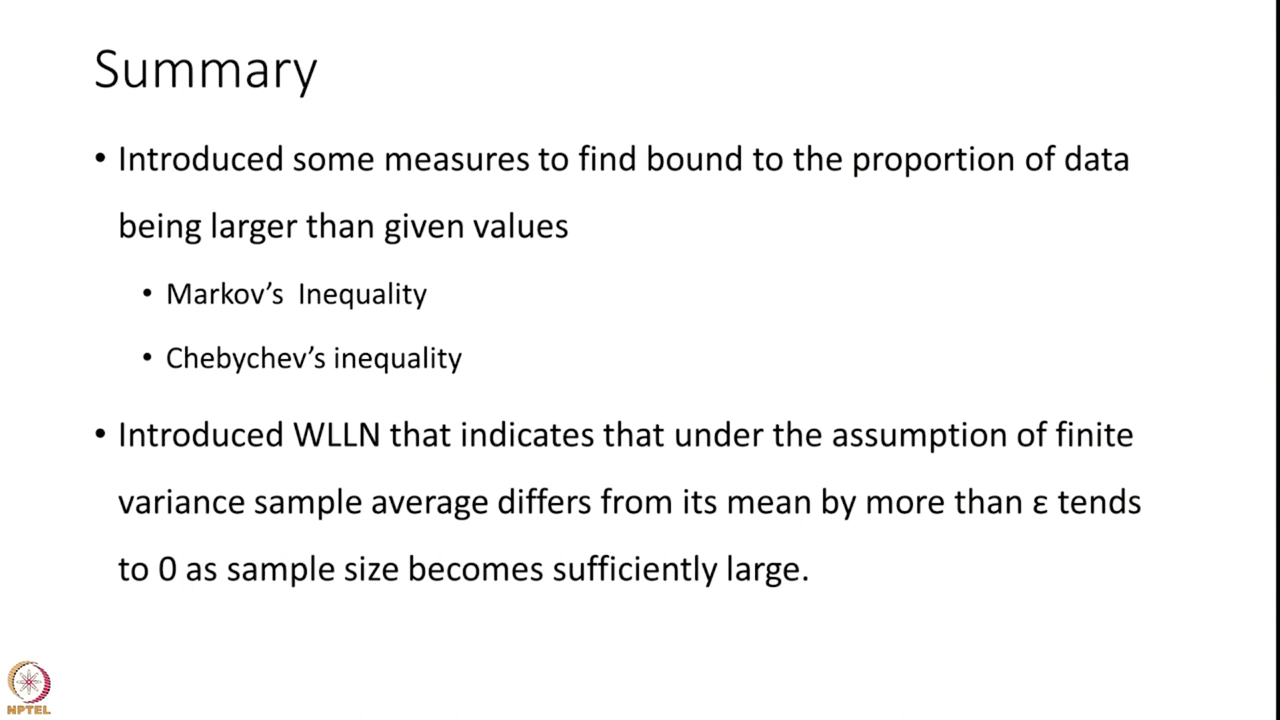 Summary
• Introduced some measures to find bound to the proportion of data
being larger than given values
• Markov’s Inequality
• Chebychev’s inequality
• Introduced WLLN that indicates that under the assumption of finite
variance sample average differs from its mean by more than ε tends
to 0 as sample size becomes sufficiently large.
NPTEL